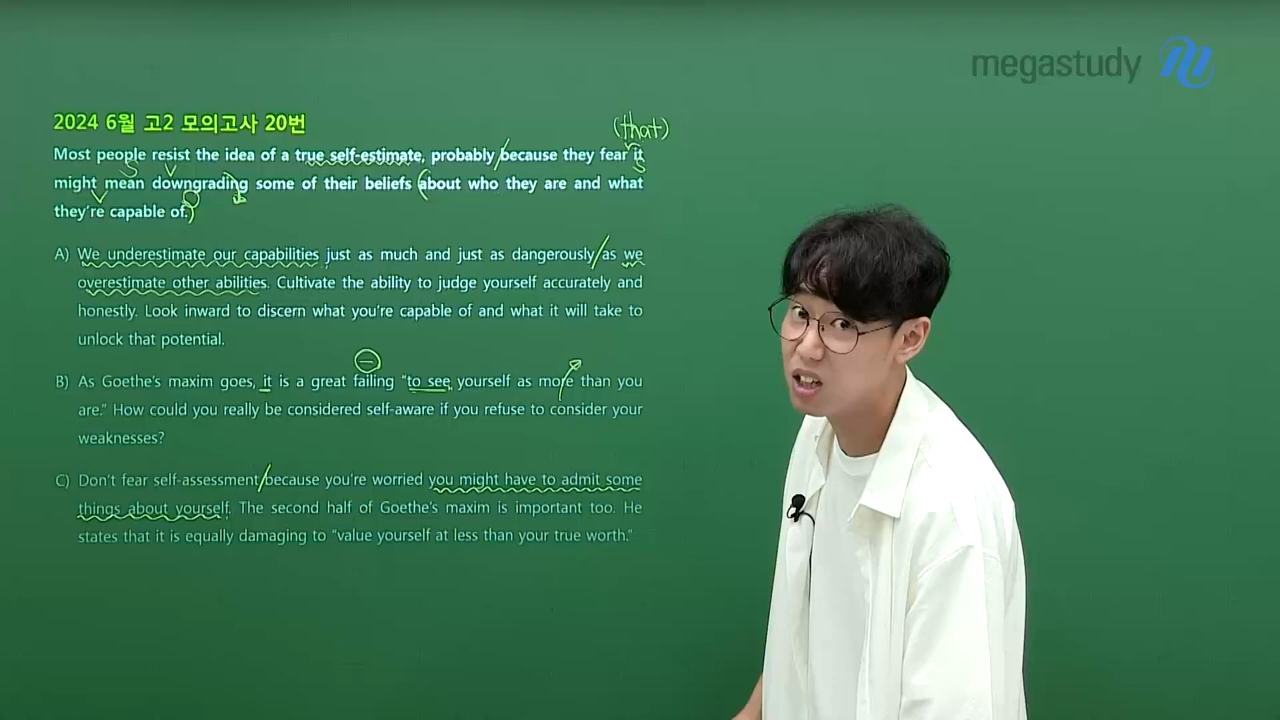 megastudy
2024 6월 고2 모의고사 20번
(that)
Most people resist the idea of a true self-estimate, probably because they fear it
might mean downgrading some of their beliefs about who they are and what
they're capable of.
A) We underestimate our capabilities just as much and just as dangerously as we
overestimate other abilities. Cultivate the ability to judge yourself accurately and
honestly. Look inward to discern what you're capable of and what it will take to
unlock that potential.
B) As Goethe's maxim goes, it is a great failing "to see yourself as more than you
are." How could you really be considered self-aware if you refuse to consider your
weaknesses?
C) Don't fear self-assessment because you're worried you might have to admit some
things about yourself. The second half of Goethe's maxim is important too. He
states that it is equally damaging to "value yourself at less than your true worth."